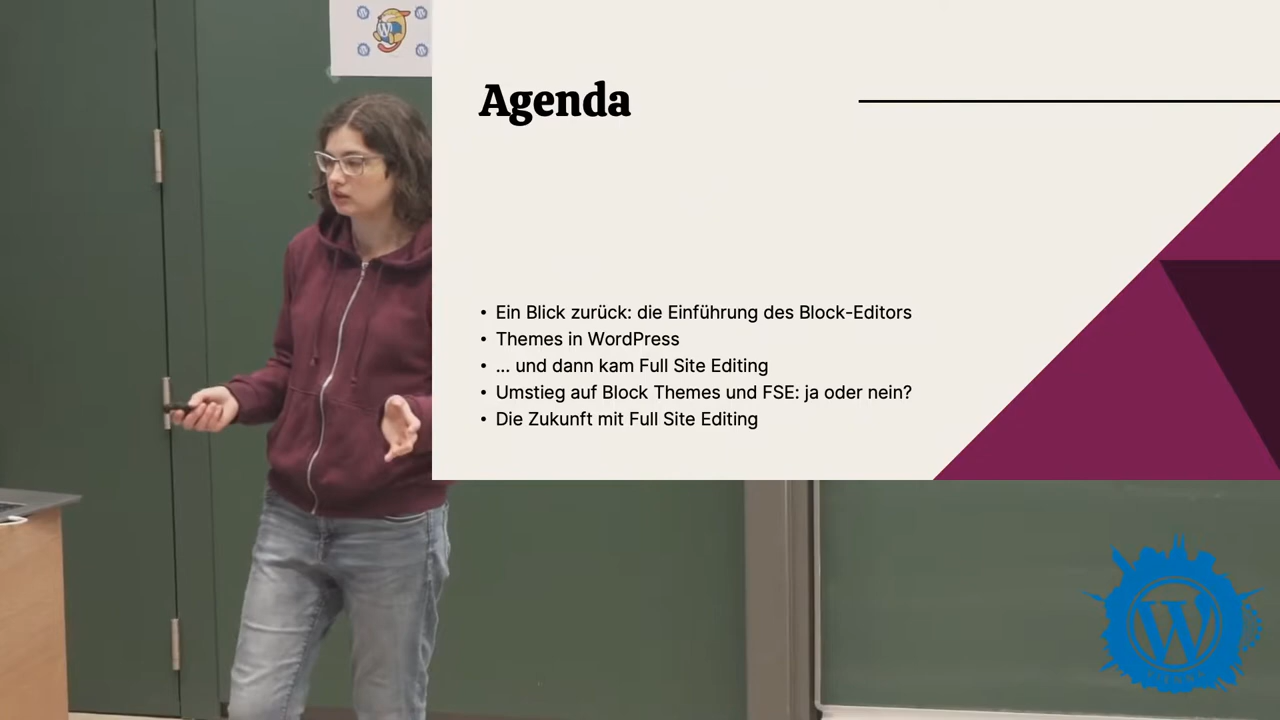 Agenda
• Ein Blick zurück: die Einführung des Block-Editors
• Themes in WordPress
• ... und dann kam Full Site Editing
• Umstieg auf Block Themes und FSE: ja oder nein?
• Die Zukunft mit Full Site Editing